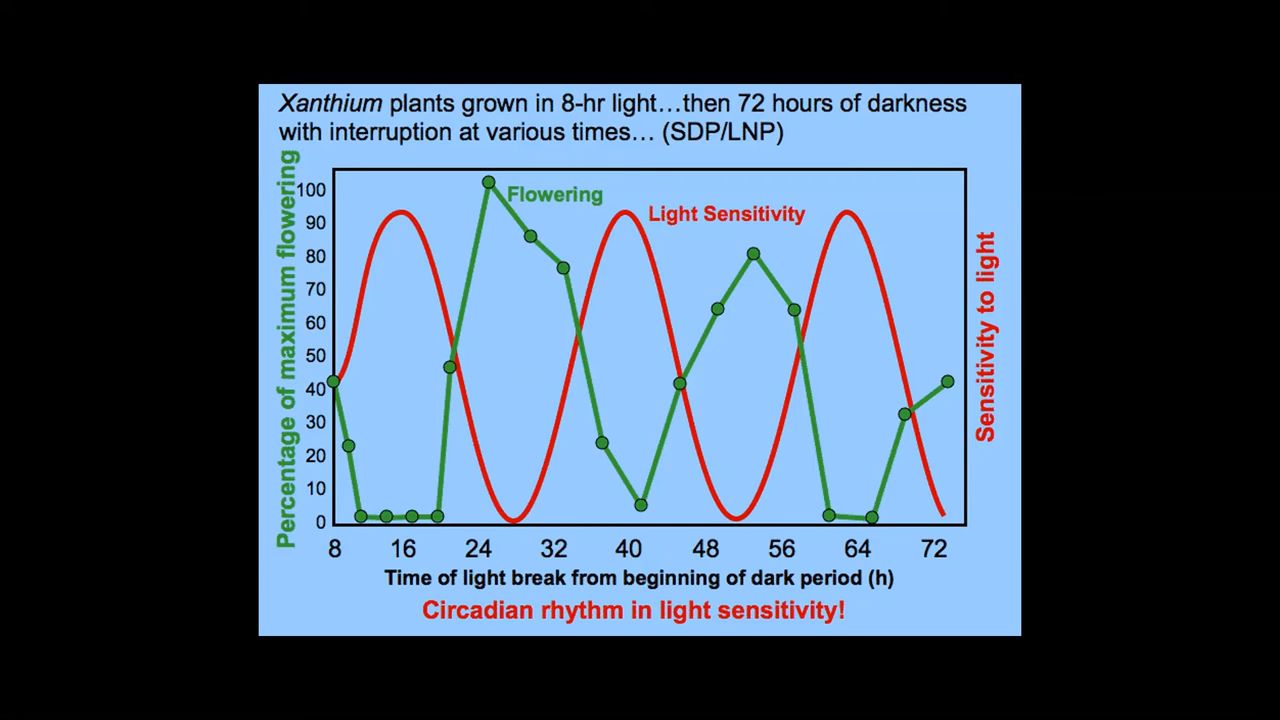 Xanthium plants grown in 8-hr light…then 72 hours of darkness
with interruption at various times… (SDP/LNP)
Percentage of maximum flowering
100
90
80
70
60
50
40
30
20
10
0
Flowering
Light Sensitivity
Sensitivity to light
8 16 24 32 40 48 56 64 72
Time of light break from beginning of dark period (h)
Circadian rhythm in light sensitivity!